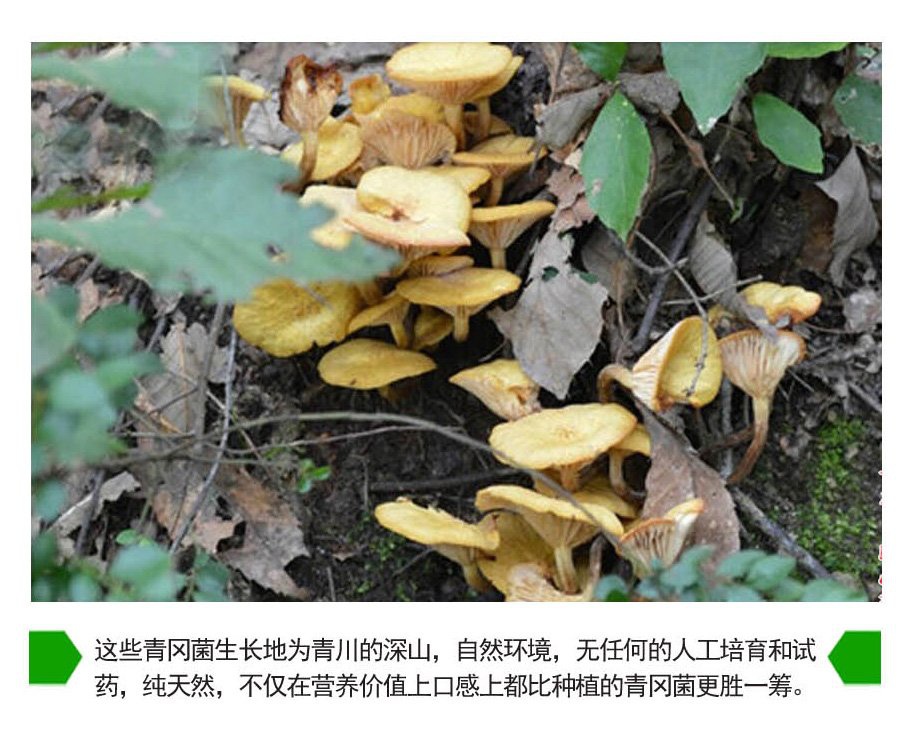 这些青冈菌生长地为青川的深山，自然环境，无任何的人工培育和试
药，纯天然，不仅在营养价值上口感上都比种植的青冈菌更胜一筹。